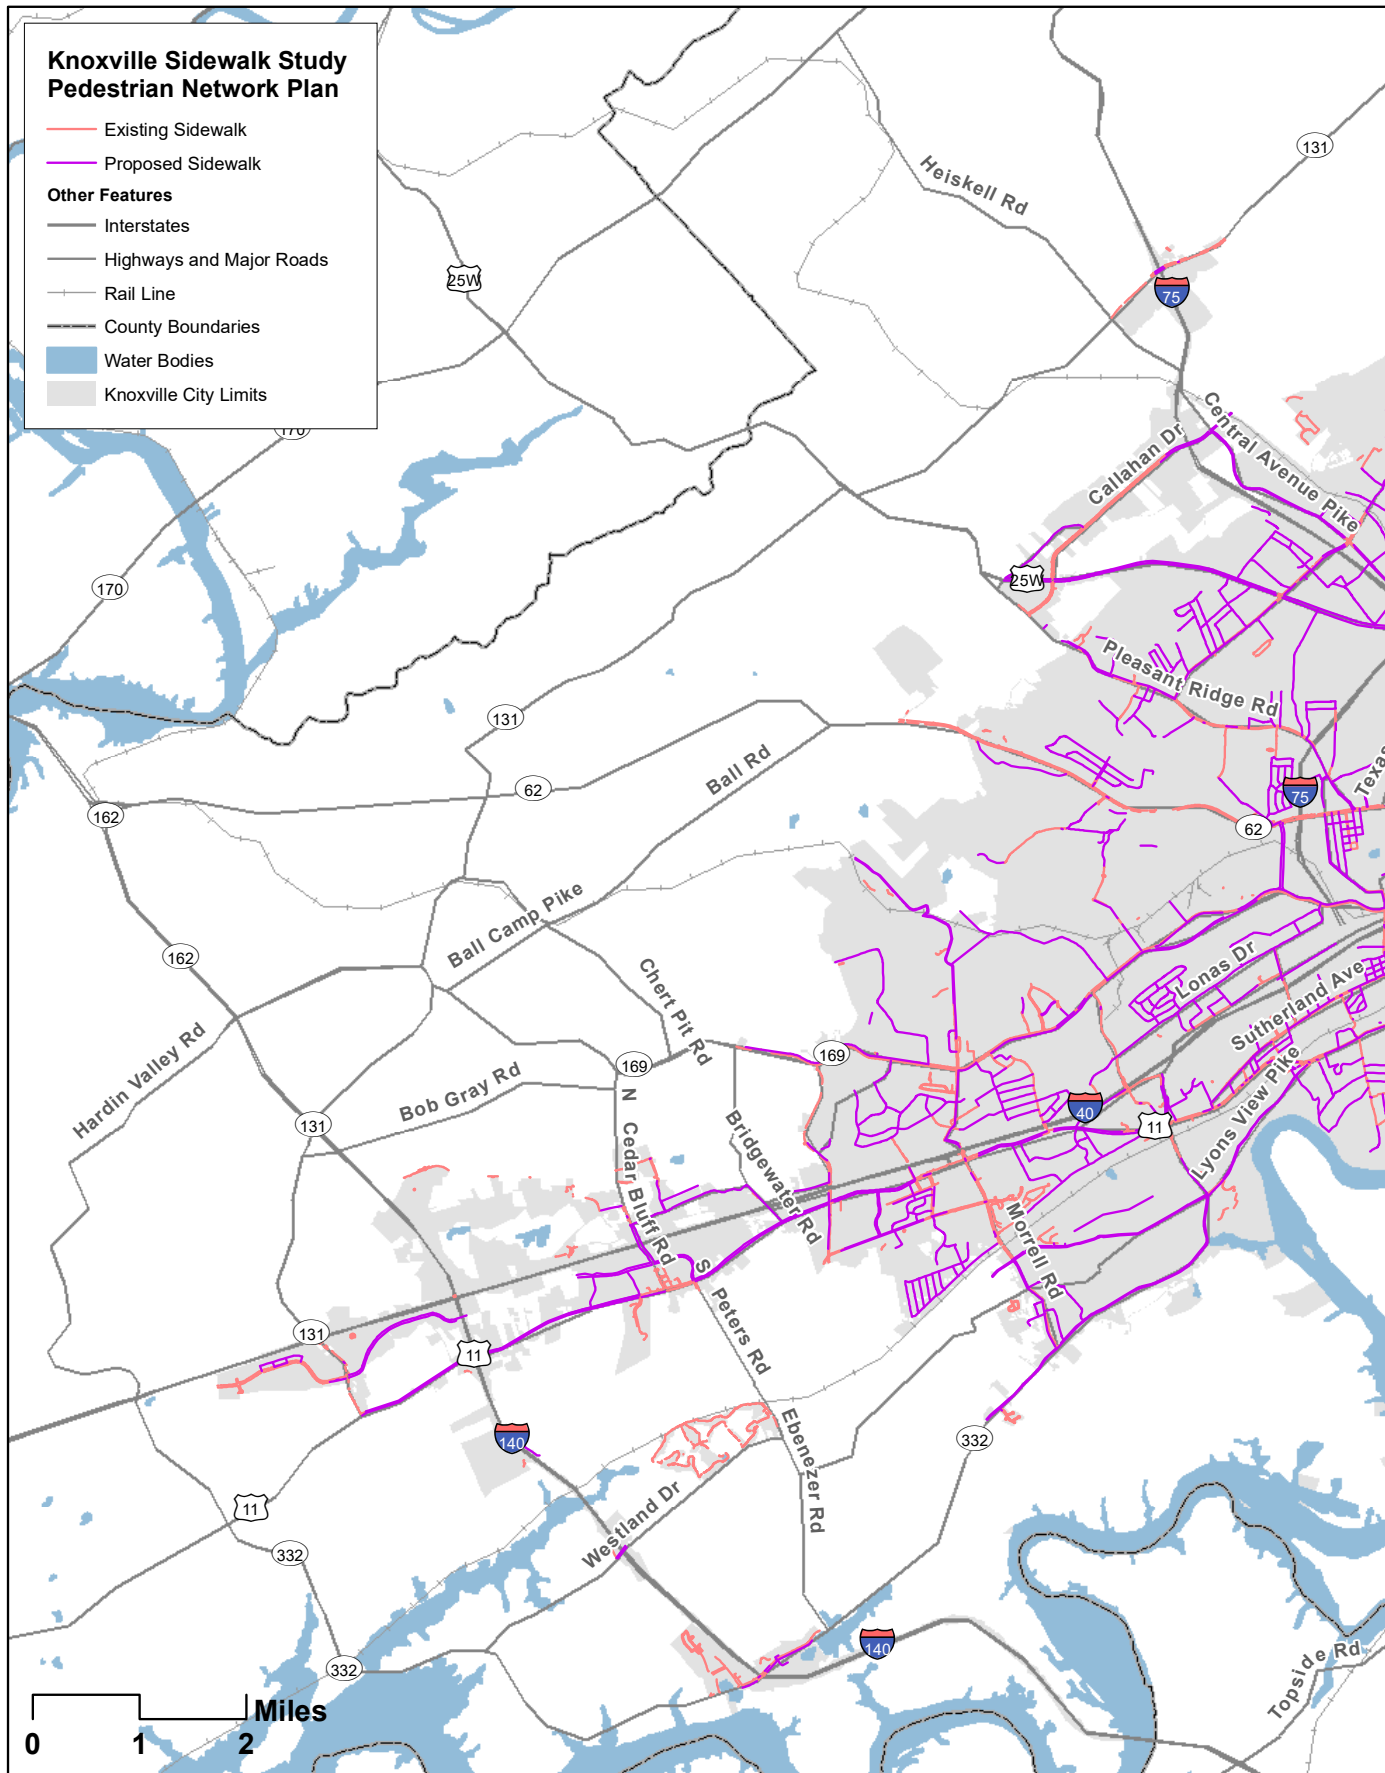 Knoxville Sidewalk Study
Pedestrian Network Plan
Existing Sidewalk
Proposed Sidewalk
Other Features
Interstates
Highways and Major Roads
Rail Line
County Boundaries
Water Bodies
Knoxville City Limits
131
Heiskell Rd
25W
75
170
Callahan Dr
Central Avenue Pike
25W
170
Pleasant Ridge Rd
131
Ball Rd
62
75
Texas
162
62
Ball Camp Pike
162
Chert Pit Rd
Lonas Dr
Sutherland Ave
Hardin Valley Rd
169
169
Bob Gray Rd
N Cedar Bluff Rd
40
11
131
Bridgewater Rd
Lyons View Pike
Morrell Rd
S Peters Rd
131
11
140
Ebenezer Rd
332
11
Westland Dr
332
140
332
Topside Rd
Miles
0 1 2